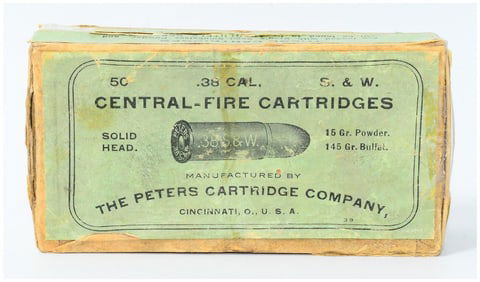 50 .38 CAL. S. & W.
CENTRAL-FIRE CARTRIDGES
SOLID
HEAD.
.38 S&W.
15 Gr. Powder.
145 Gr. Bullet.
MANUFACTURED BY
THE PETERS CARTRIDGE COMPANY,
CINCINNATI, O., U. S. A.